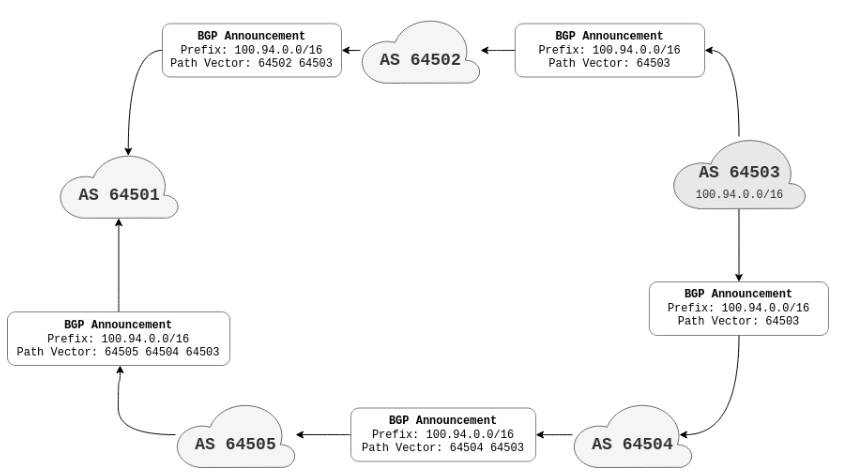 BGP Announcement
Prefix: 100.94.0.0/16
Path Vector: 64502 64503
AS 64502
BGP Announcement
Prefix: 100.94.0.0/16
Path Vector: 64503
AS 64501
AS 64503
100.94.0.0/16
BGP Announcement
Prefix: 100.94.0.0/16
Path Vector: 64505 64504 64503
BGP Announcement
Prefix: 100.94.0.0/16
Path Vector: 64503
AS 64505
BGP Announcement
Prefix: 100.94.0.0/16
Path Vector: 64504 64503
AS 64504